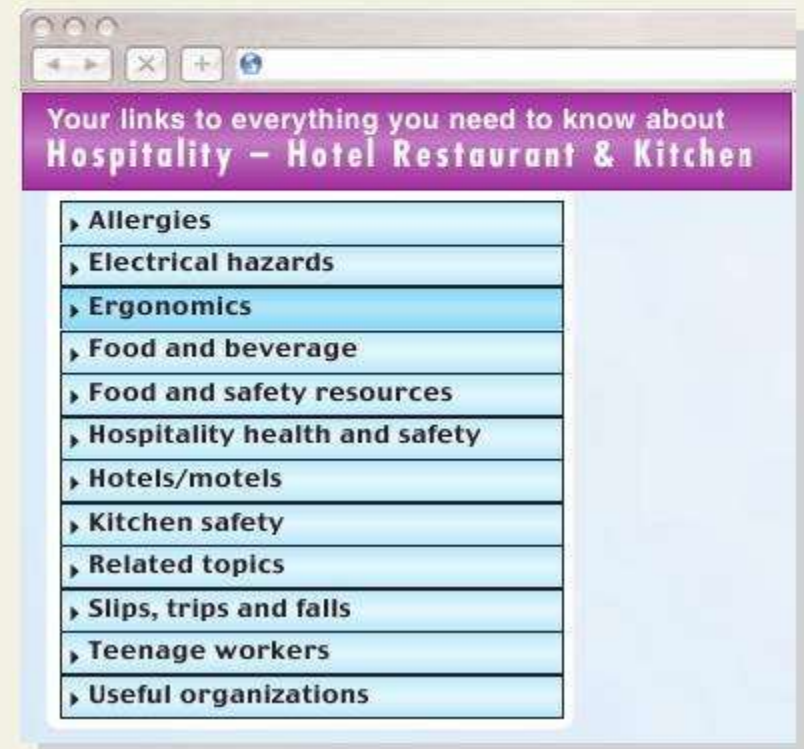 Your links to everything you need to know about
Hospitality – Hotel Restaurant & Kitchen
Allergies
Electrical hazards
Ergonomics
Food and beverage
Food and safety resources
Hospitality health and safety
Hotels/motels
Kitchen safety
Related topics
Slips, trips and falls
Teenage workers
Useful organizations